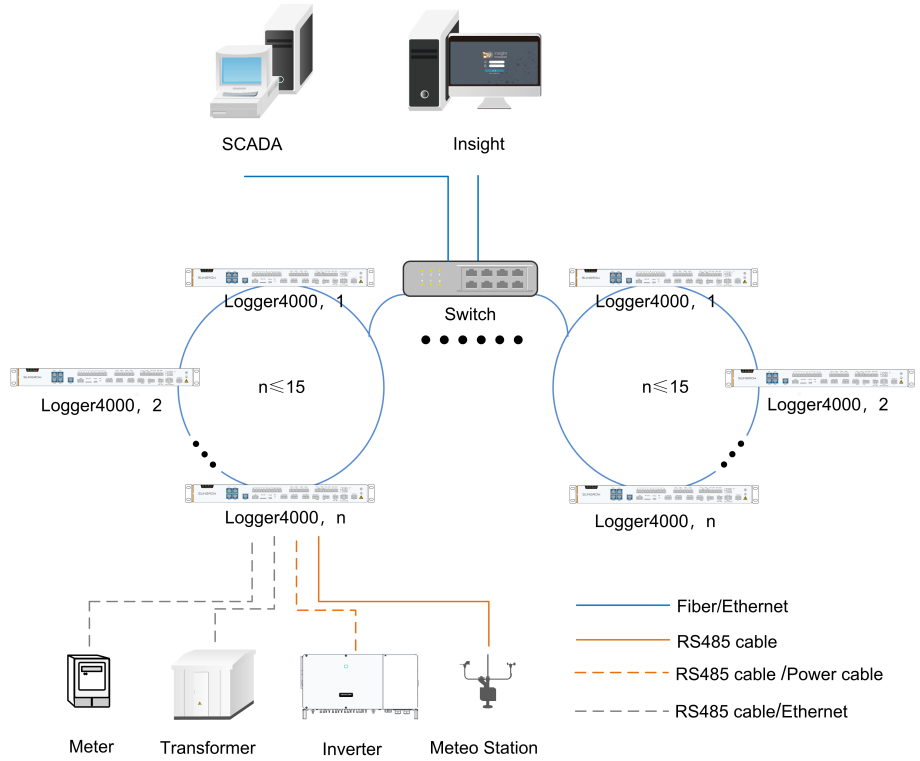 SCADA
Insight
Switch
Logger4000，1
Logger4000，1
n≤15
n≤15
Logger4000，2
Logger4000，2
Logger4000，n
Logger4000，n
Fiber/Ethernet
RS485 cable
RS485 cable /Power cable
RS485 cable/Ethernet
Meter
Transformer
Inverter
Meteo Station